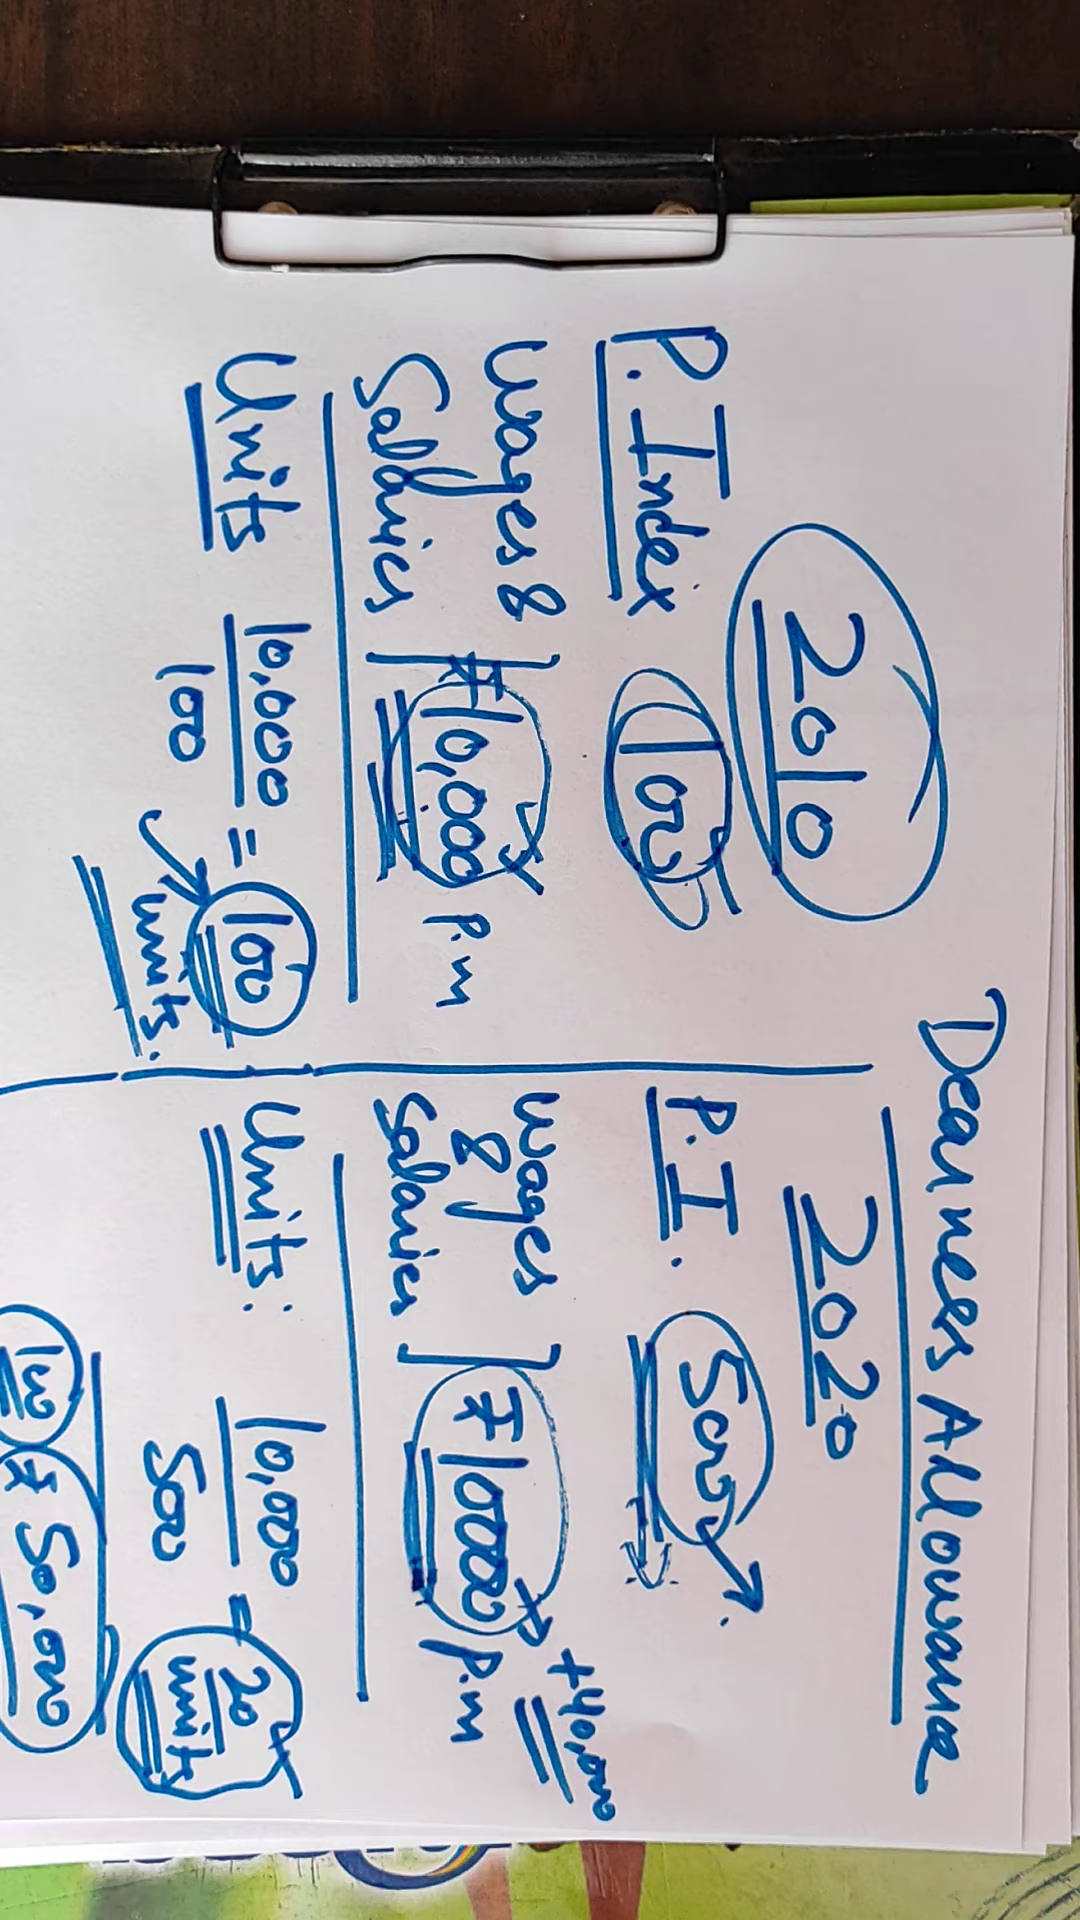 Dearness Allowance
2010
P. Index 100
Wages &
Salaries ] ₹10,000 p.m
Units 10,000 = 100
100 units.
2020
P.I. 500
Wages
&
Salaries ] ₹10000 p.m +40,000
Units: 10,000 = 20
500 units
100 ₹ 50,000